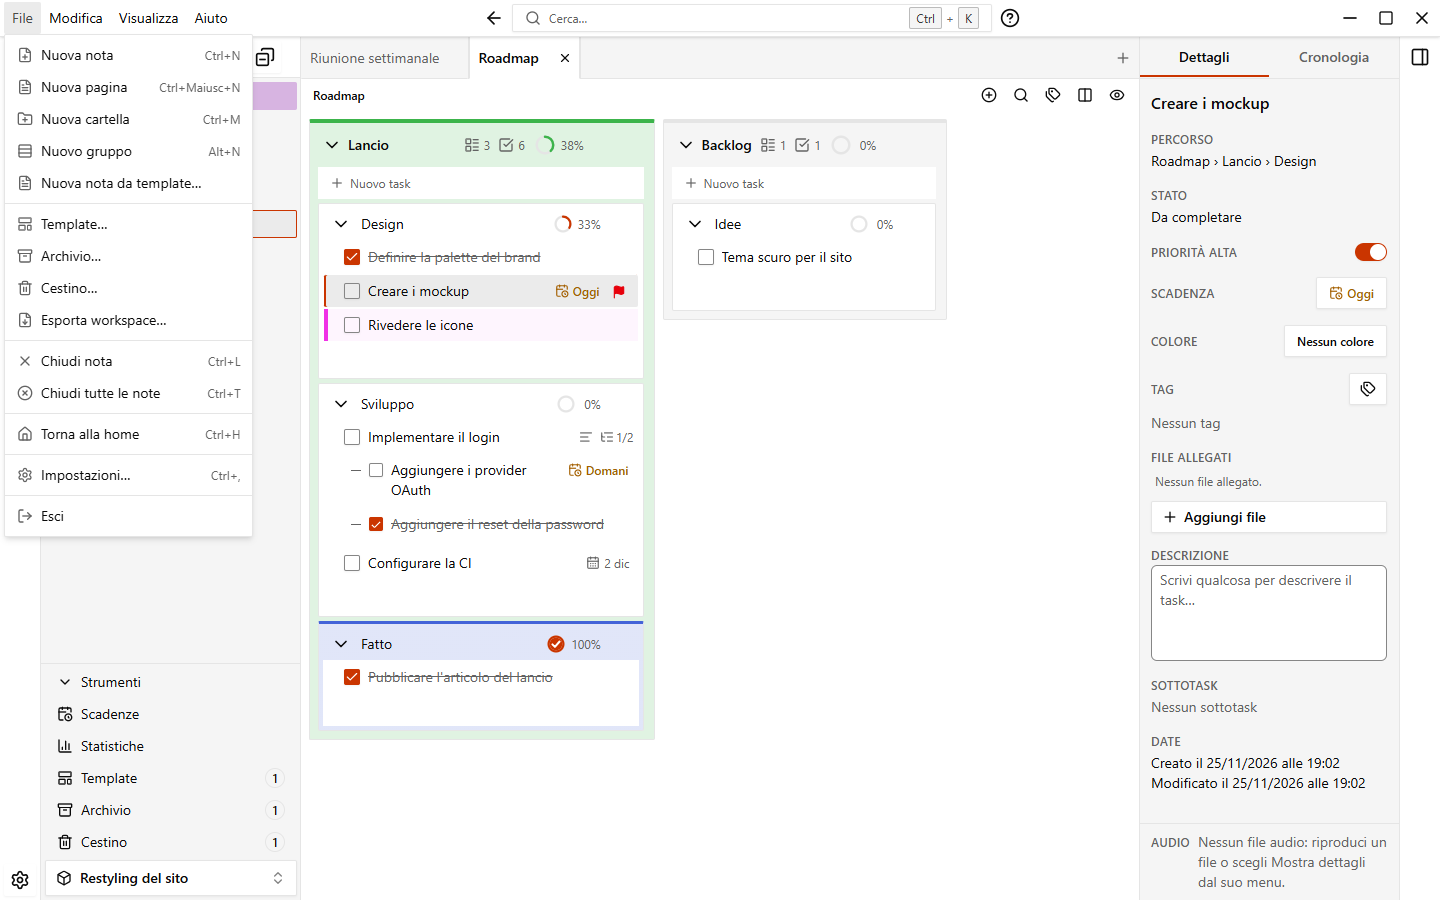 File Modifica Visualizza Aiuto
Cerca... Ctrl + K
Nuova nota Ctrl+N
Nuova pagina Ctrl+Maiusc+N
Nuova cartella Ctrl+M
Nuovo gruppo Alt+N
Nuova nota da template...
Template...
Archivio...
Cestino...
Esporta workspace...
Chiudi nota Ctrl+L
Chiudi tutte le note Ctrl+T
Torna alla home Ctrl+H
Impostazioni... Ctrl+,
Esci
Strumenti
Scadenze
Statistiche
Template 1
Archivio 1
Cestino 1
Restyling del sito
Riunione settimanale
Roadmap
Roadmap
Lancio 3 6 38%
Nuovo task
Design 33%
Definire la palette del brand
Creare i mockup Oggi
Rivedere le icone
Sviluppo 0%
Implementare il login 1/2
Aggiungere i provider Domani
OAuth
Aggiungere il reset della password
Configurare la CI 2 dic
Fatto 100%
Pubblicare l'articolo del lancio
Backlog 1 1 0%
Nuovo task
Idee 0%
Tema scuro per il sito
Dettagli Cronologia
Creare i mockup
PERCORSO
Roadmap › Lancio › Design
STATO
Da completare
PRIORITÀ ALTA
SCADENZA Oggi
COLORE Nessun colore
TAG
Nessun tag
FILE ALLEGATI
Nessun file allegato.
Aggiungi file
DESCRIZIONE
Scrivi qualcosa per descrivere il
task...
SOTTOTASK
Nessun sottotask
DATE
Creato il 25/11/2026 alle 19:02
Modificato il 25/11/2026 alle 19:02
AUDIO Nessun file audio: riproduci un
file o scegli Mostra dettagli
dal suo menu.